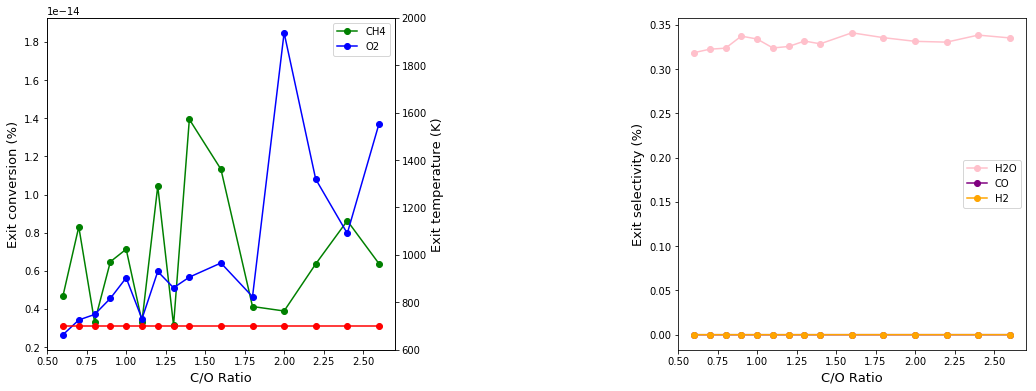 1e−14
1.8
1.6
1.4
1.2
1.0
0.8
0.6
0.4
0.2
Exit conversion (%)
0.50 0.75 1.00 1.25 1.50 1.75 2.00 2.25 2.50
C/O Ratio
CH4
O2
2000
1800
1600
1400
1200
1000
800
600
Exit temperature (K)
0.35
0.30
0.25
0.20
0.15
0.10
0.05
0.00
Exit selectivity (%)
H2O
CO
H2
0.50 0.75 1.00 1.25 1.50 1.75 2.00 2.25 2.50
C/O Ratio